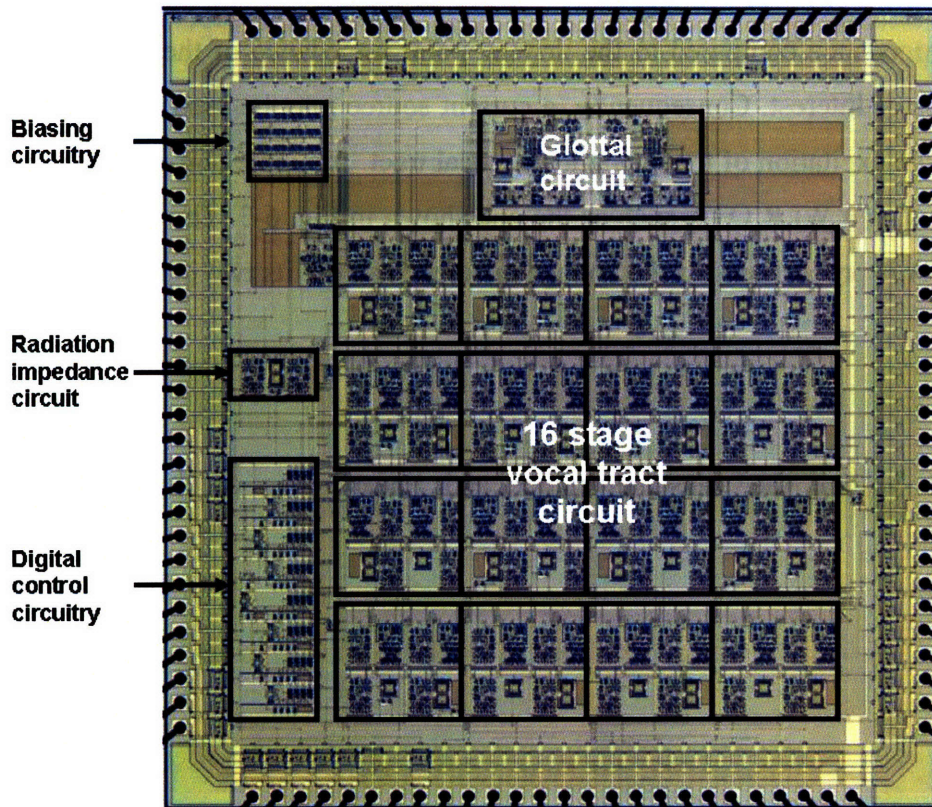 Biasing
circuitry
Glottal
circuit
Radiation
impedance
circuit
16 stage
vocal tract
circuit
Digital
control
circuitry